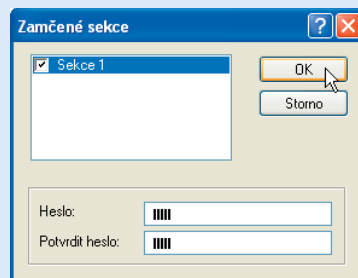 Zamčené sekce
Sekce 1
OK
Storno
Heslo:
Potvrdit heslo: